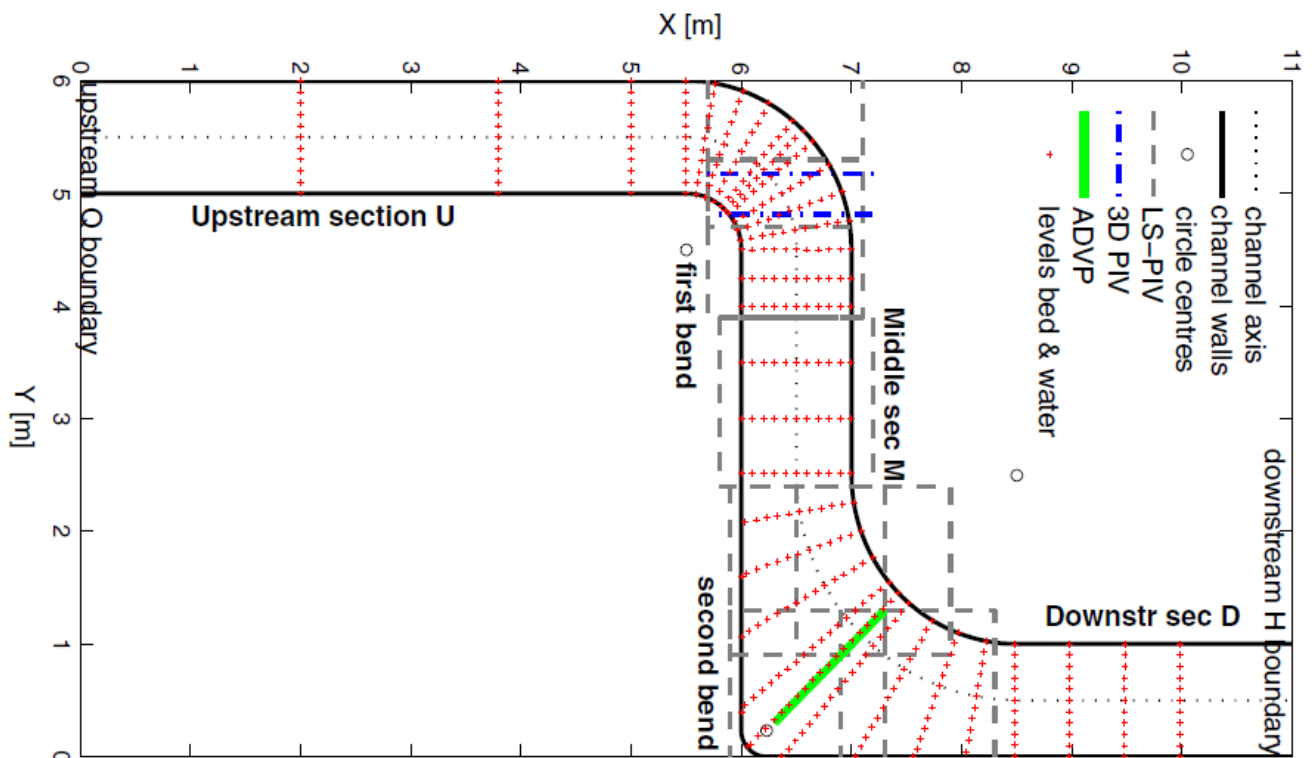 X [m]
0 1 2 3 4 5 6 7 8 9 10 11
6
5
4
3
2
1
0
Y [m]
upstream Q boundary
Upstream section U
first bend
Middle sec M
second bend
Downstr sec D
downstream H boundary
channel axis
channel walls
circle centres
LS-PIV
3D PIV
ADVP
levels bed & water